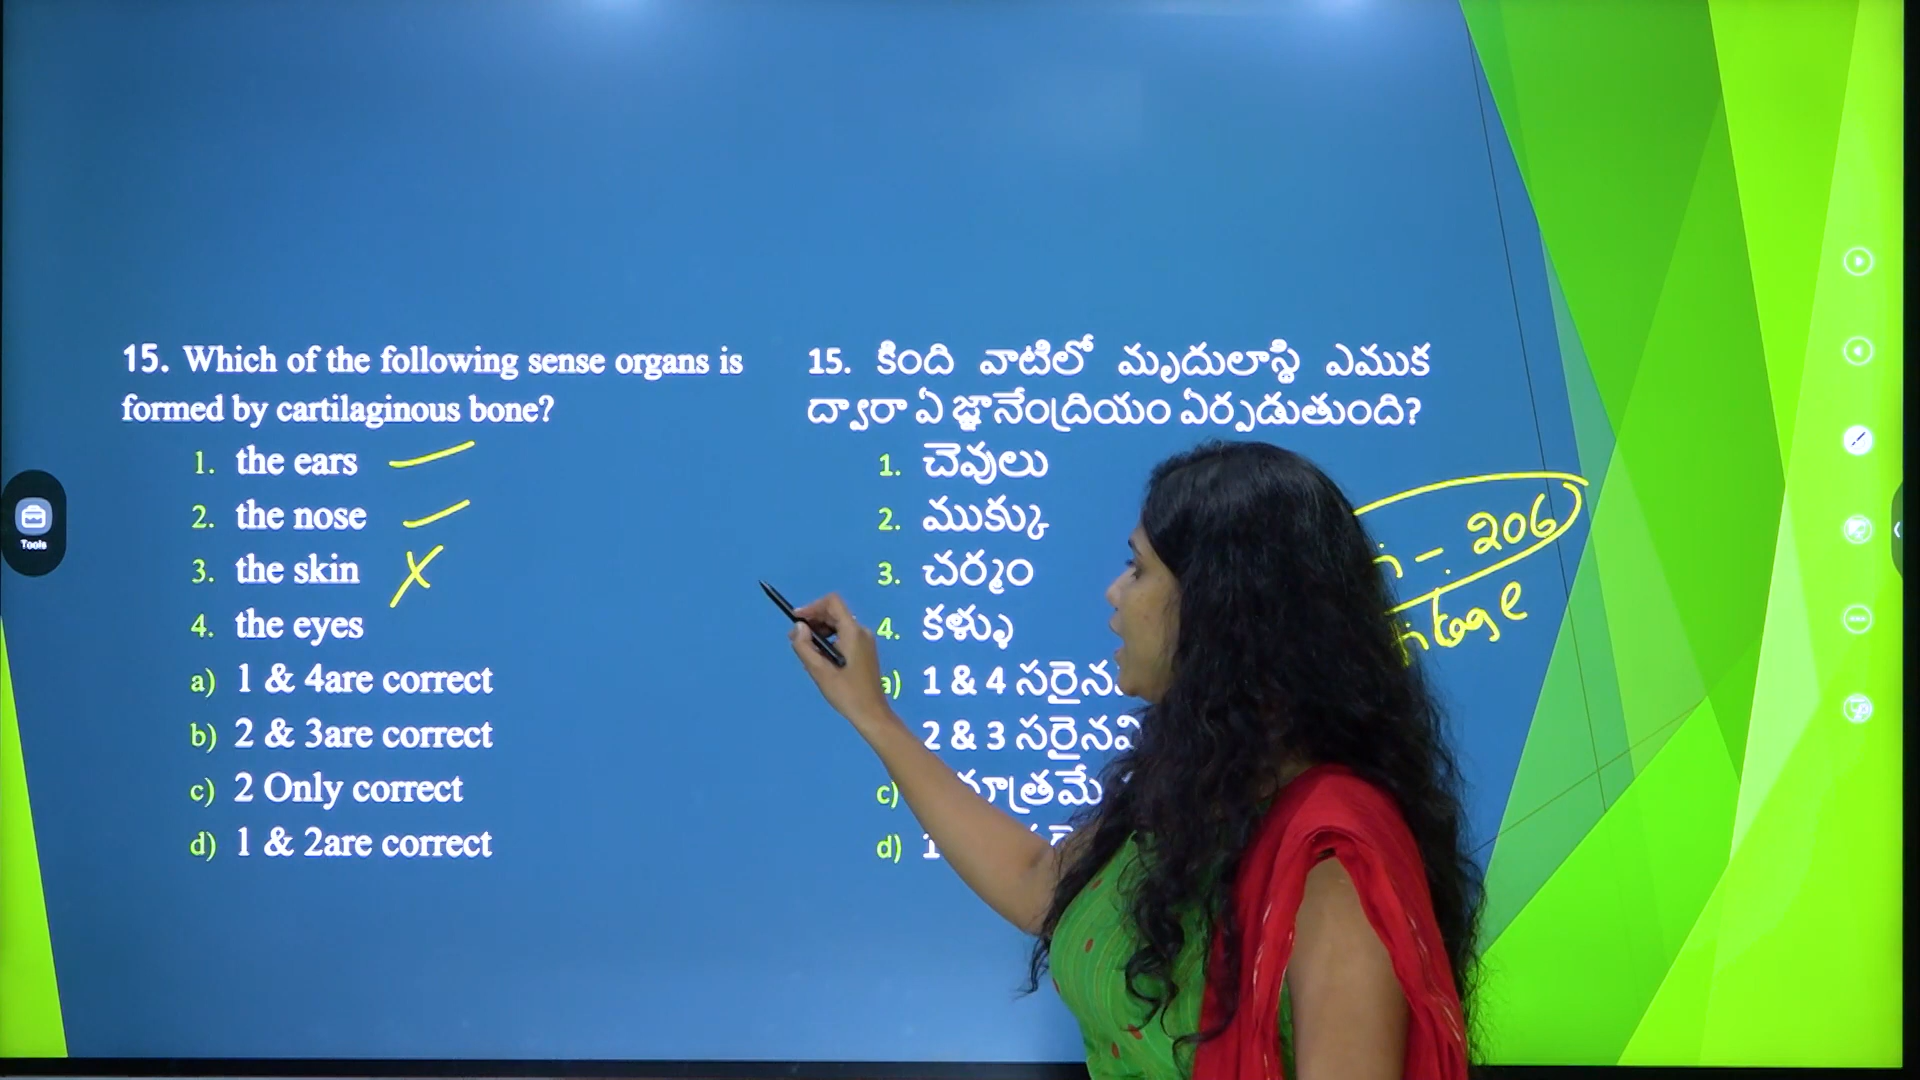 15. Which of the following sense organs is
formed by cartilaginous bone?
1. the ears
2. the nose
3. the skin
4. the eyes
a) 1 & 4are correct
b) 2 & 3are correct
c) 2 Only correct
d) 1 & 2are correct
15. కింది వాటిలో మృదులాస్థి ఎముక
ద్వారా ఏ జ్ఞానేంద్రియం ఏర్పడుతుంది?
1. చెవులు
2. ముక్కు
3. చర్మం
4. కళ్ళు
1 & 4
2 & 3
c)
d)
- 206
Tools